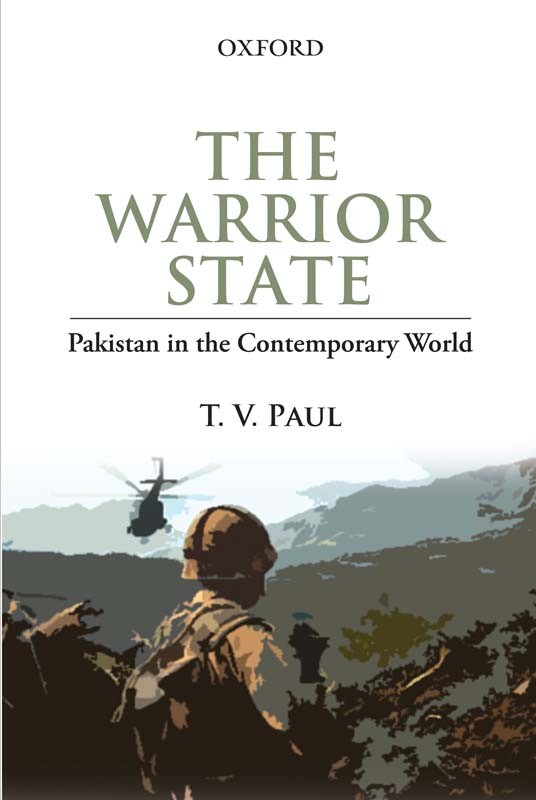 OXFORD
THE
WARRIOR
STATE
Pakistan in the Contemporary World
T. V. PAUL